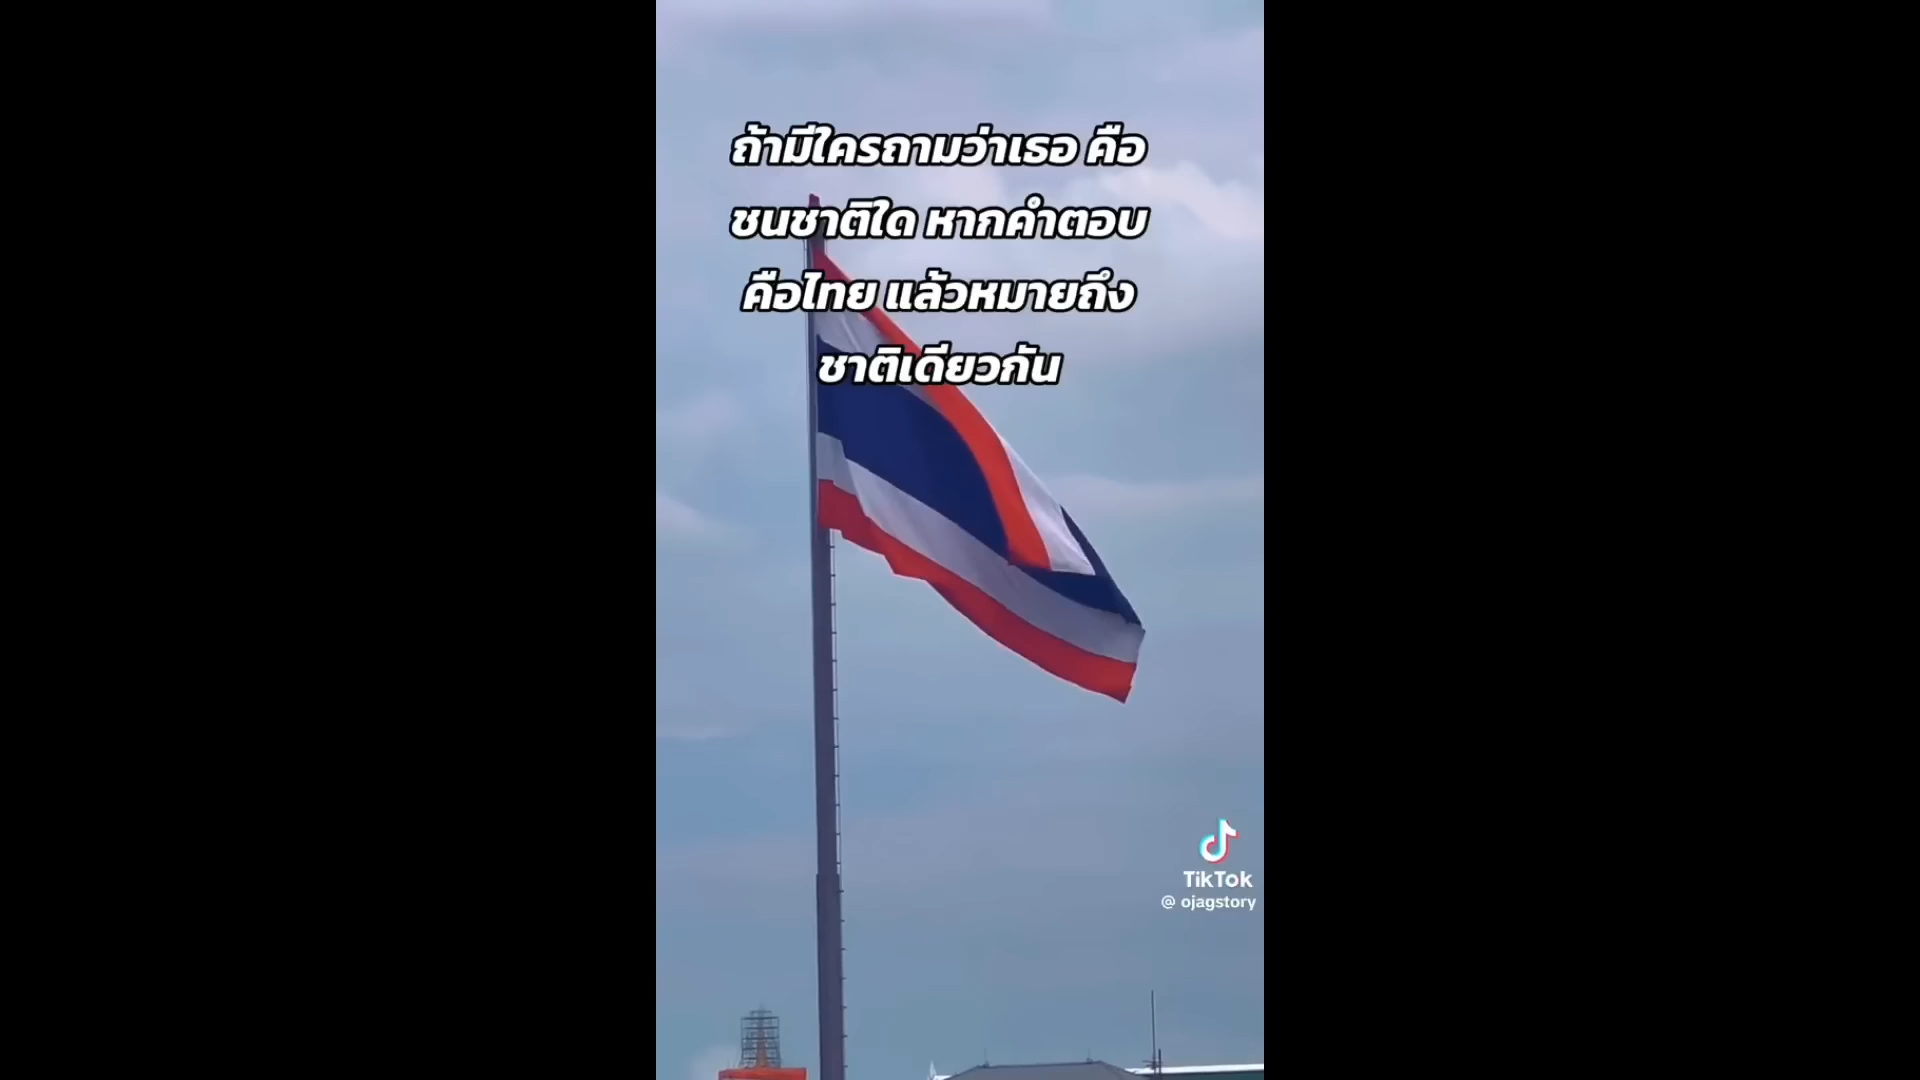 ถ้ามีใครถามว่าเธอ คือ
ชนชาติใด หากคำตอบ
คือไทย แล้วหมายถึง
ชาติเดียวกัน
TikTok
@ ojagstory